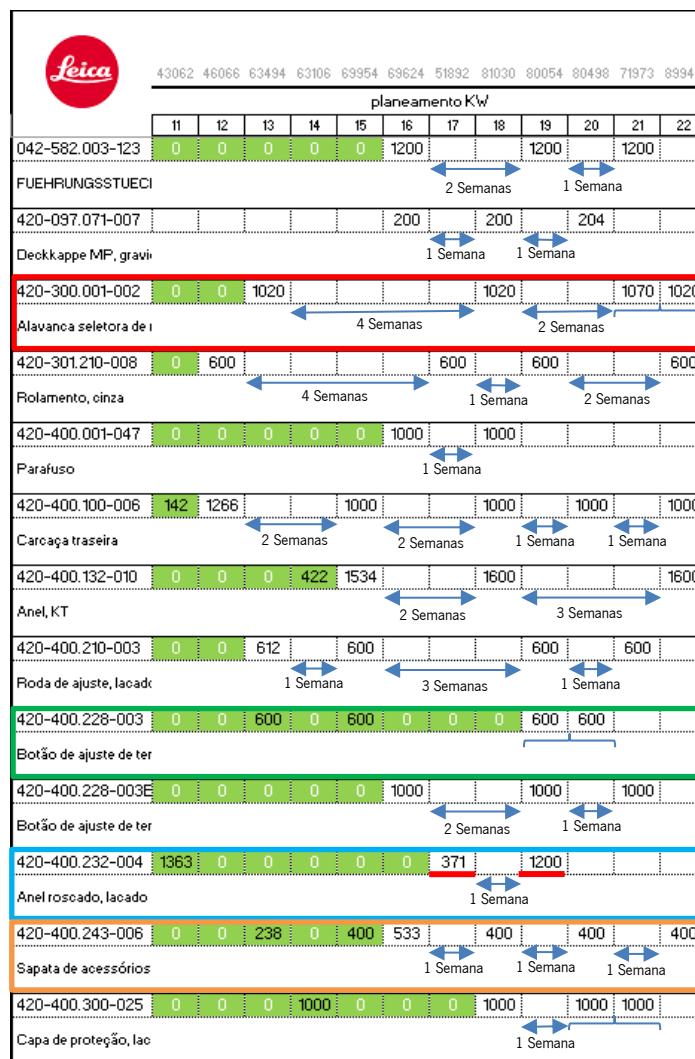 Leica
43062 46066 63494 63106 69954 69624 51892 81030 80054 80498 71973 8994
planeamento KW
11 12 13 14 15 16 17 18 19 20 21 22
042-582.003-123 0 0 0 0 0 1200 1200 1200
2 Semanas 1 Semana
FUEHRUNGSSTUECI
420-097.071-007 200 200 204
1 Semana 1 Semana
Deckkappe MP, gravi
420-300.001-002 0 0 1020 1020 1070 1020
4 Semanas 2 Semanas
Alavanca seletora de
420-301.210-008 0 600 600 600 600
4 Semanas 1 Semana 2 Semanas
Rolamento, cinza
420-400.001-047 0 0 0 0 0 1000 1000
1 Semana
Parafuso
420-400.100-006 142 1266 1000 1000 1000 1000
2 Semanas 2 Semanas 1 Semana 1 Semana
Carcaça traseira
420-400.132-010 0 0 0 422 1534 1600 1600
2 Semanas 3 Semanas
Anel, KT
420-400.210-003 0 0 612 600 600 600
1 Semana 3 Semanas 1 Semana
Roda de ajuste, lacado
420-400.228-003 0 0 600 0 600 0 0 0 600 600
Botão de ajuste de ter
420-400.228-003E 0 0 0 0 0 1000 1000 1000
2 Semanas 1 Semana
Botão de ajuste de ter
420-400.232-004 1363 0 0 0 0 0 371 1200
1 Semana
Anel roscado, lacado
420-400.243-006 0 0 238 0 400 533 400 400 400
1 Semana 1 Semana 1 Semana
Sapata de acessórios
420-400.300-025 0 0 0 1000 0 0 0 1000 1000 1000
1 Semana
Capa de proteção, lac